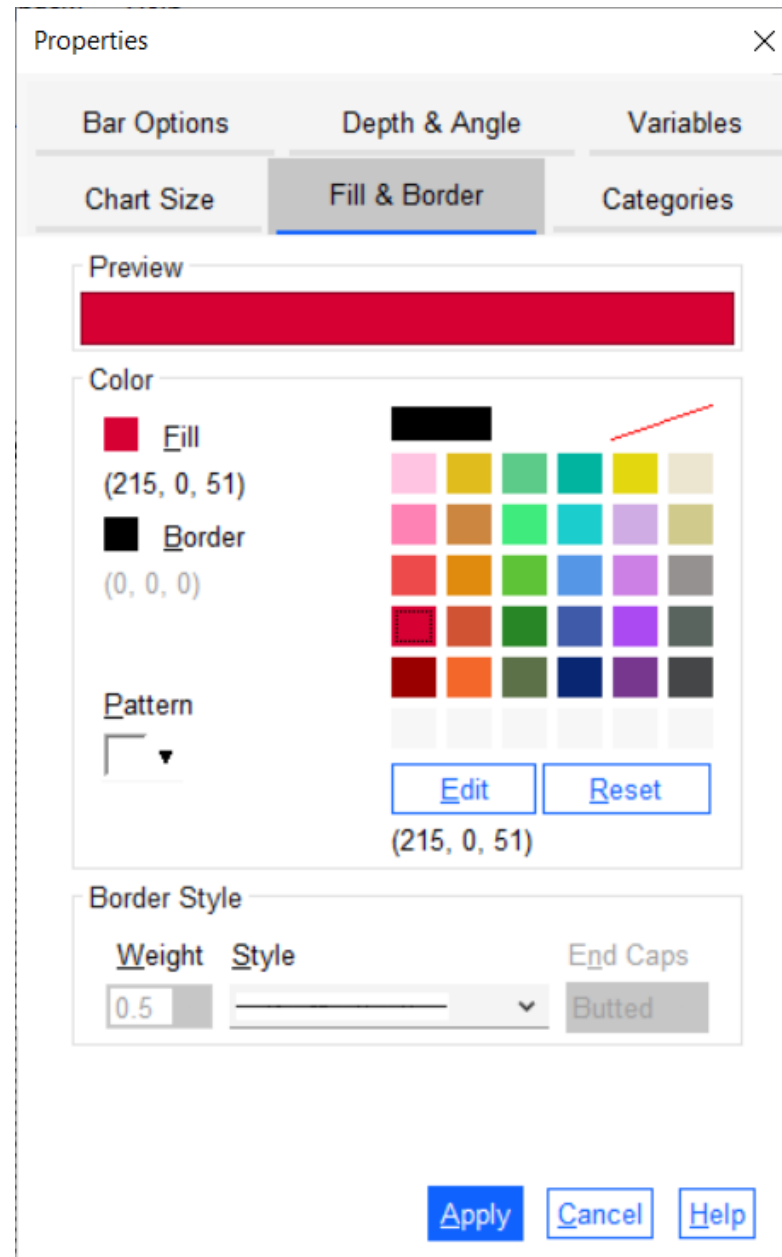 Properties
Bar Options Depth & Angle Variables
Chart Size Fill & Border Categories
Preview
Color
Fill
(215, 0, 51)
Border
(0, 0, 0)
Pattern
Edit Reset
(215, 0, 51)
Border Style
Weight Style End Caps
0.5 Butted
Apply Cancel Help